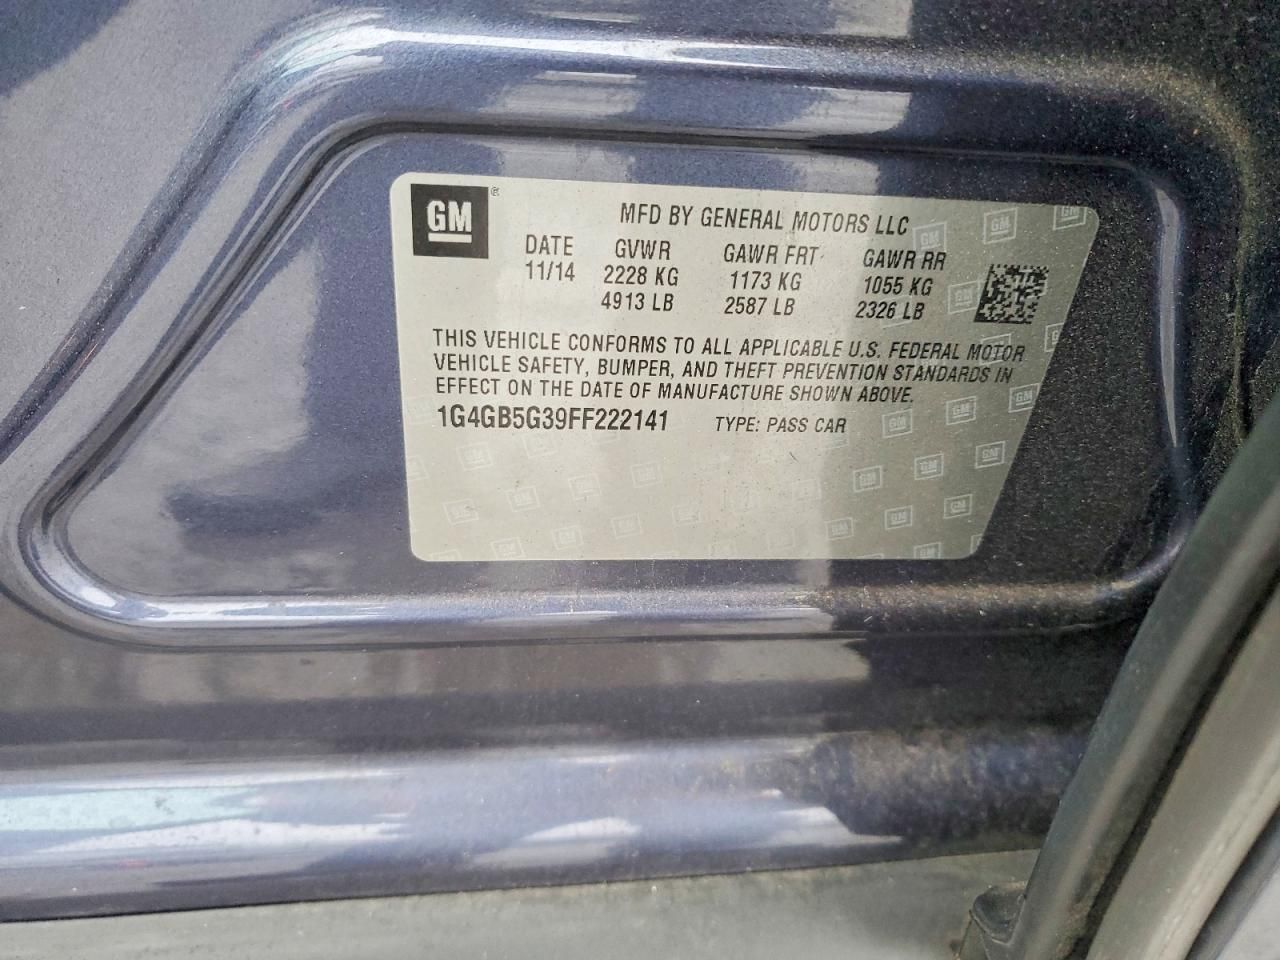 GM
MFD BY GENERAL MOTORS LLC
DATE GVWR GAWR FRT GAWR RR
11/14 2228 KG 1173 KG 1055 KG
4913 LB 2587 LB 2326 LB
THIS VEHICLE CONFORMS TO ALL APPLICABLE U.S. FEDERAL MOTOR
VEHICLE SAFETY, BUMPER, AND THEFT PREVENTION STANDARDS IN
EFFECT ON THE DATE OF MANUFACTURE SHOWN ABOVE.
1G4GB5G39FF222141 TYPE: PASS CAR